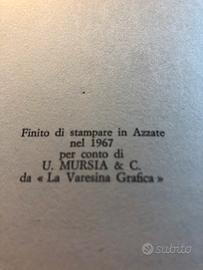 Finito di stampare in Azzate
nel 1967
per conto di
U. MURSIA & C.
da « La Varesina Grafica »
subito